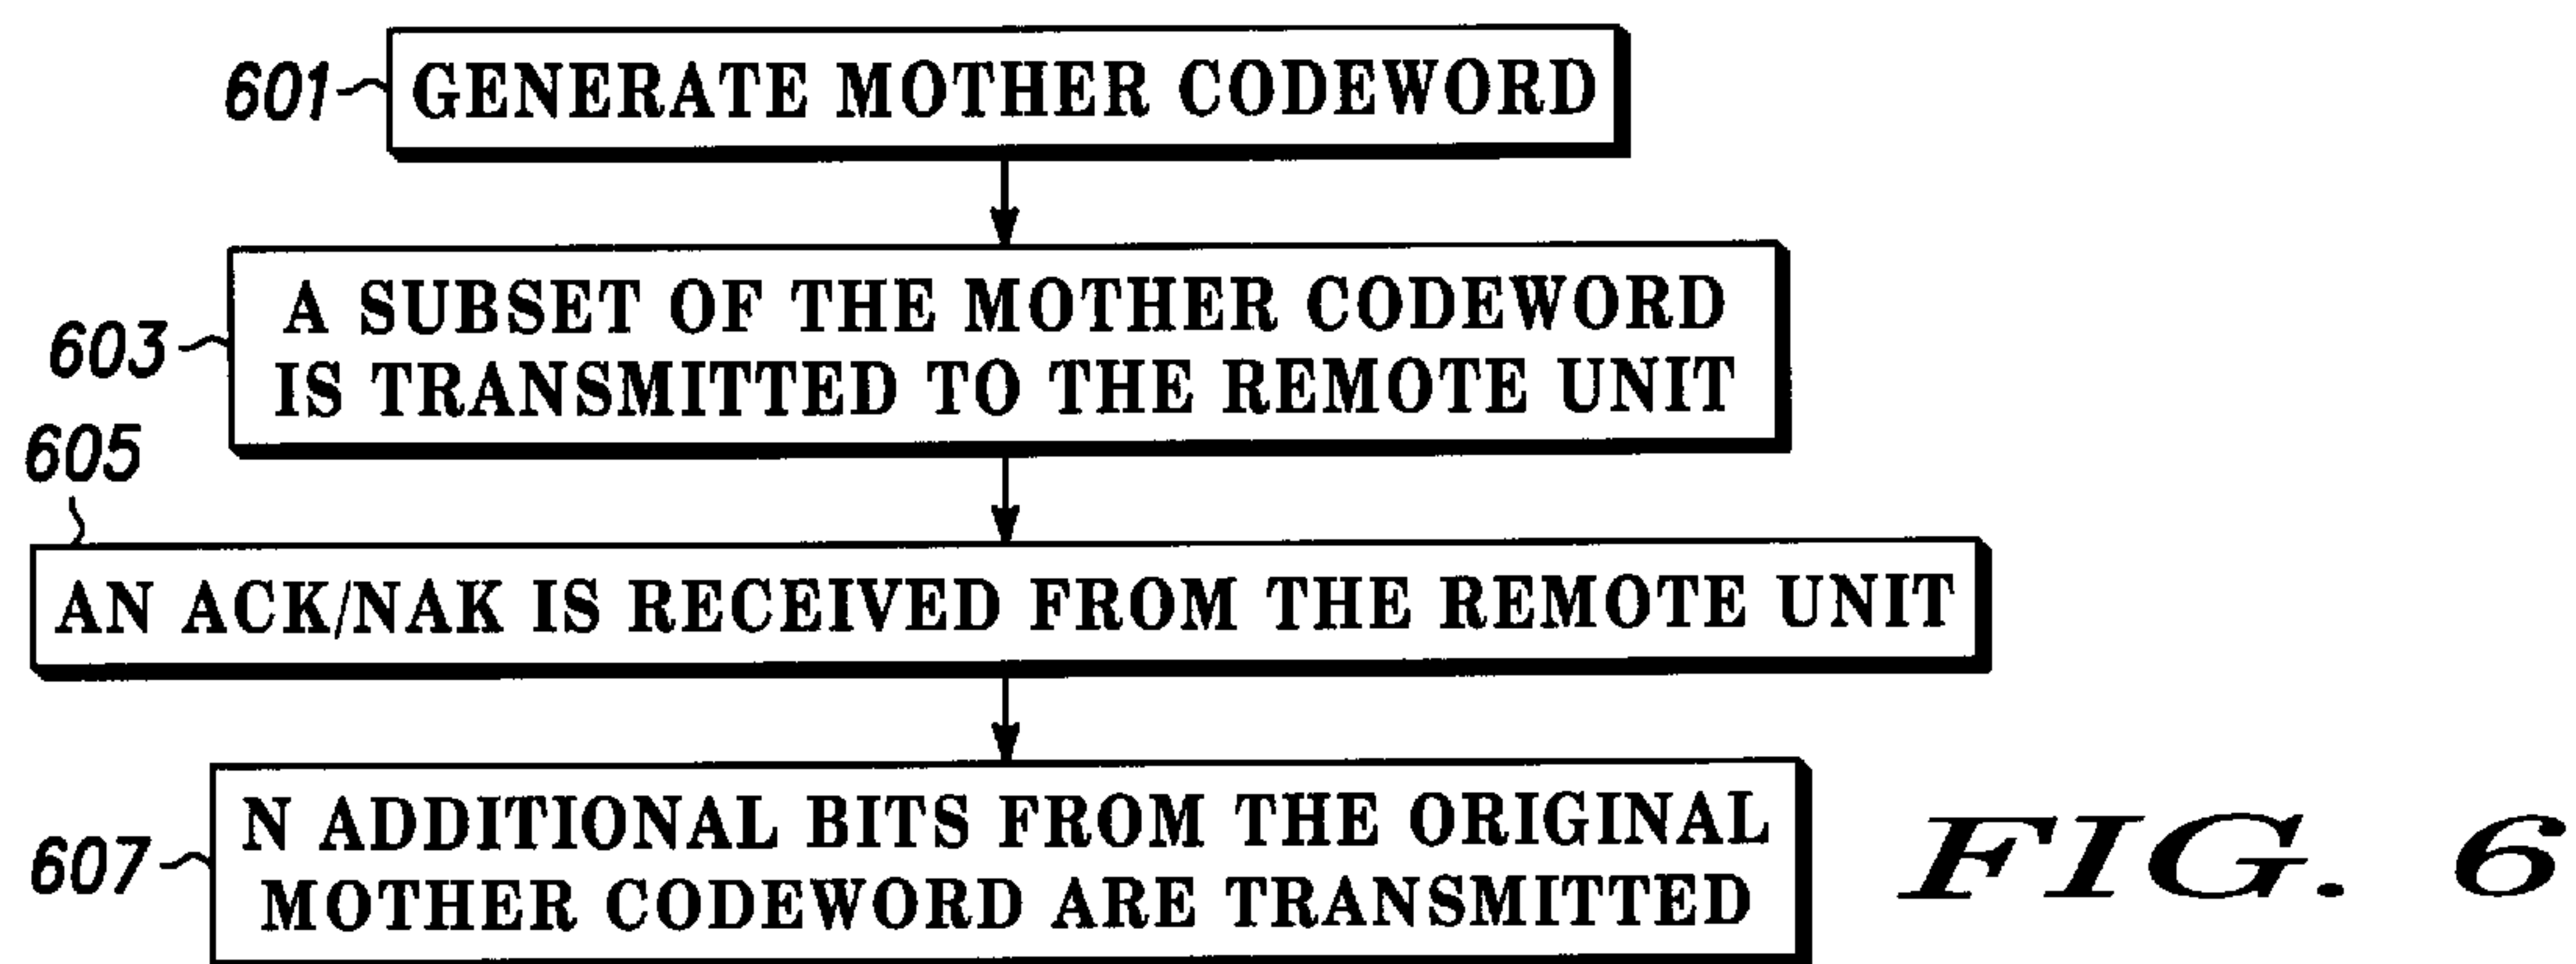 601
GENERATE MOTHER CODEWORD
603
A SUBSET OF THE MOTHER CODEWORD
IS TRANSMITTED TO THE REMOTE UNIT
605
AN ACK/NAK IS RECEIVED FROM THE REMOTE UNIT
607
N ADDITIONAL BITS FROM THE ORIGINAL
MOTHER CODEWORD ARE TRANSMITTED
FIG. 6